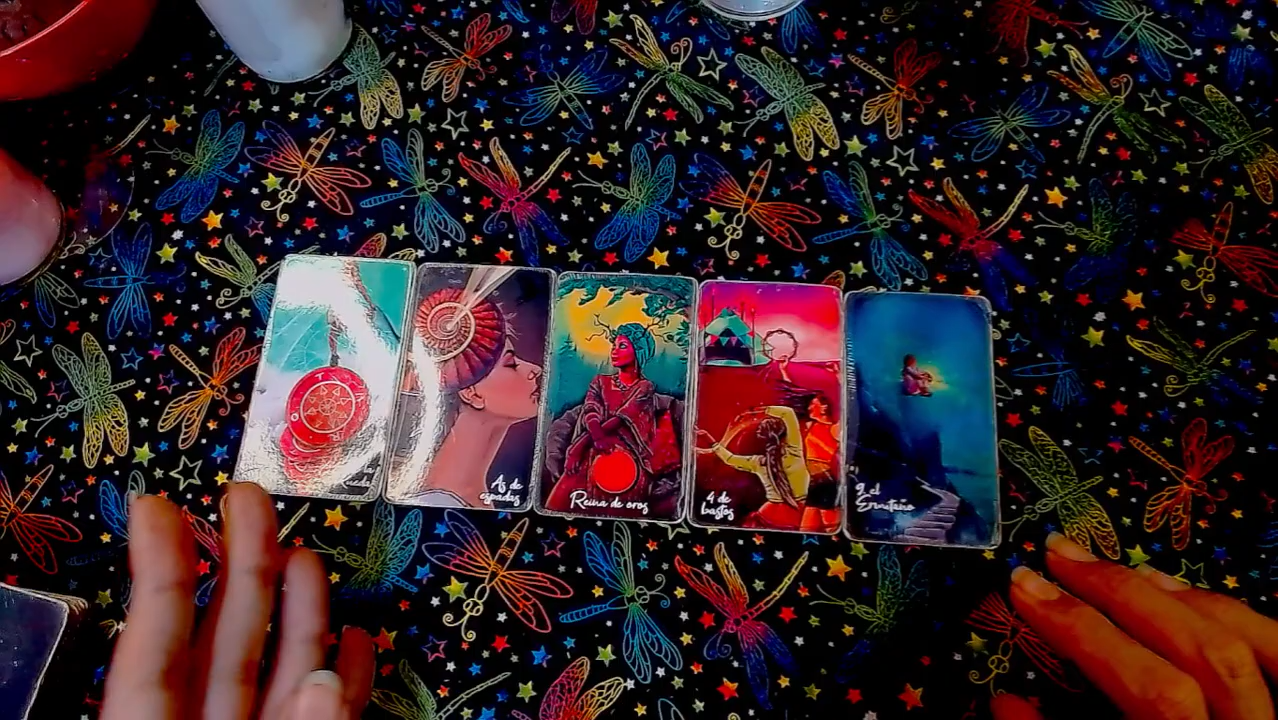 As de
espadas
Reina de oros
4 de
bastos
9 el
Ermitaño